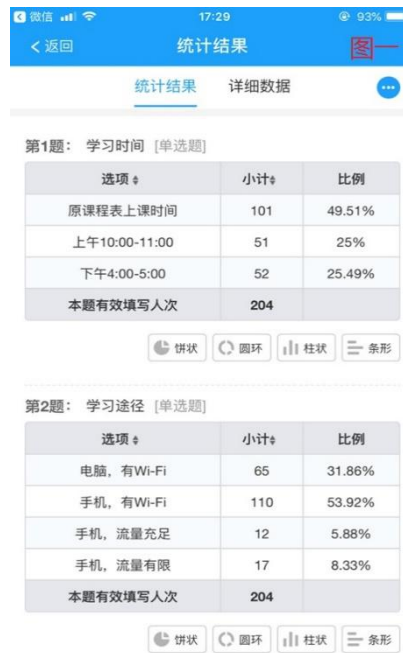 微信 17:29 93%
返回 统计结果 图一
统计结果 详细数据
第1题： 学习时间 [单选题]
选项 小计 比例
原课程表上课时间 101 49.51%
上午10:00-11:00 51 25%
下午4:00-5:00 52 25.49%
本题有效填写人次 204
饼状 圆环 柱状 条形
第2题： 学习途径 [单选题]
选项 小计 比例
电脑，有Wi-Fi 65 31.86%
手机，有Wi-Fi 110 53.92%
手机，流量充足 12 5.88%
手机，流量有限 17 8.33%
本题有效填写人次 204
饼状 圆环 柱状 条形